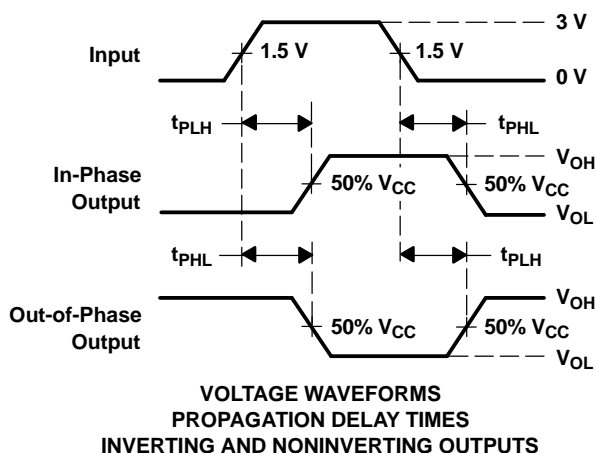 3 V
Input
1.5 V
1.5 V
0 V
tPLH
tPHL
In-Phase
Output
VOH
50% VCC
50% VCC
VOL
tPHL
tPLH
Out-of-Phase
Output
VOH
50% VCC
50% VCC
VOL
VOLTAGE WAVEFORMS
PROPAGATION DELAY TIMES
INVERTING AND NONINVERTING OUTPUTS